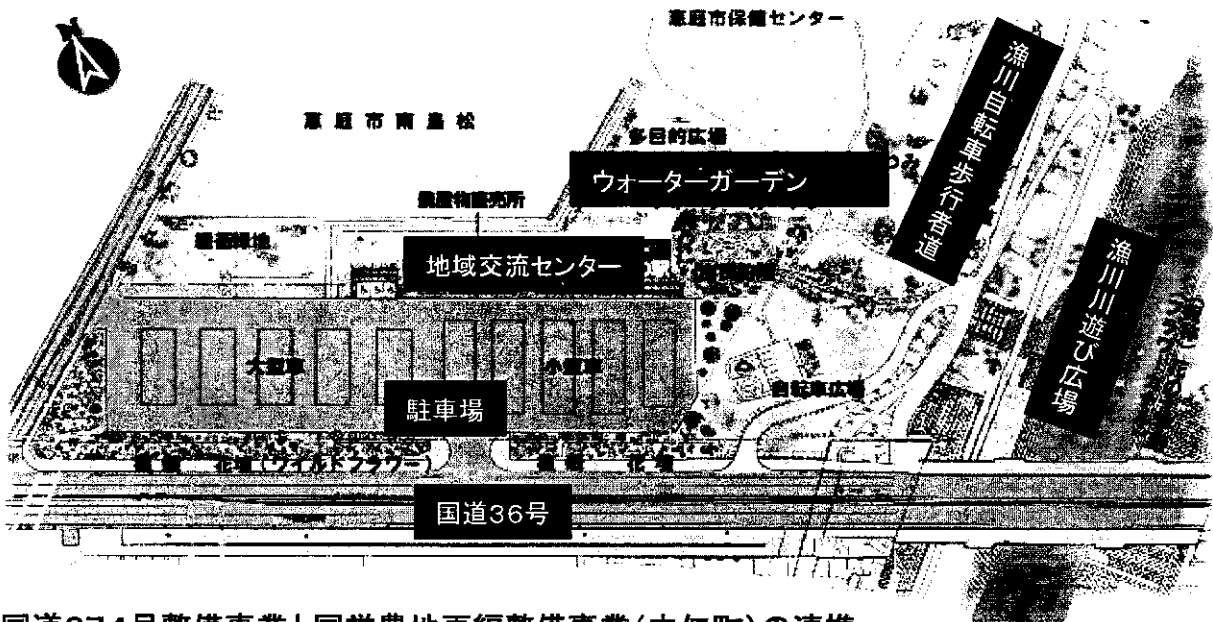 恵庭市保健センター
恵庭市南島松
多目的広場
ウォーターガーデン
漁川自転車歩行者道
農産物直売所
地域交流センター
漁川川遊び広場
大型車
小型車
自転車広場
駐車場
花壇(ワイルドフラワー
花壇
国道36号